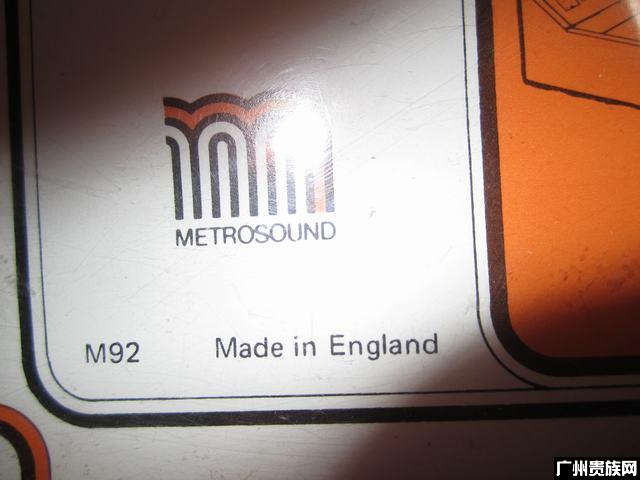 METROSOUND
M92 Made in England
广州贵族网